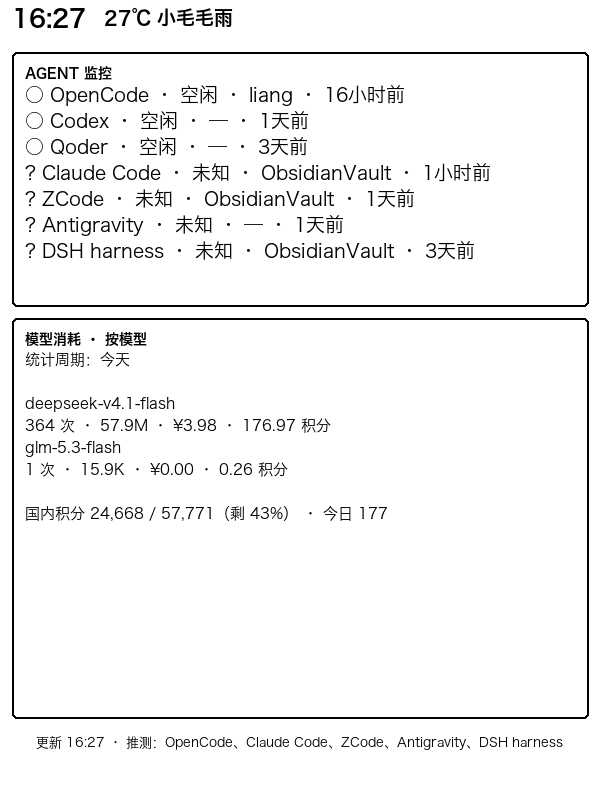 16:27 27℃ 小毛毛雨
AGENT 监控
○ OpenCode · 空闲 · liang · 16小时前
○ Codex · 空闲 · — · 1天前
○ Qoder · 空闲 · — · 3天前
? Claude Code · 未知 · ObsidianVault · 1小时前
? ZCode · 未知 · ObsidianVault · 1天前
? Antigravity · 未知 · — · 1天前
? DSH harness · 未知 · ObsidianVault · 3天前
模型消耗 · 按模型
统计周期：今天
deepseek-v4.1-flash
364 次 · 57.9M · ¥3.98 · 176.97 积分
glm-5.3-flash
1 次 · 15.9K · ¥0.00 · 0.26 积分
国内积分 24,668 / 57,771（剩 43%） · 今日 177
更新 16:27 · 推测：OpenCode、Claude Code、ZCode、Antigravity、DSH harness